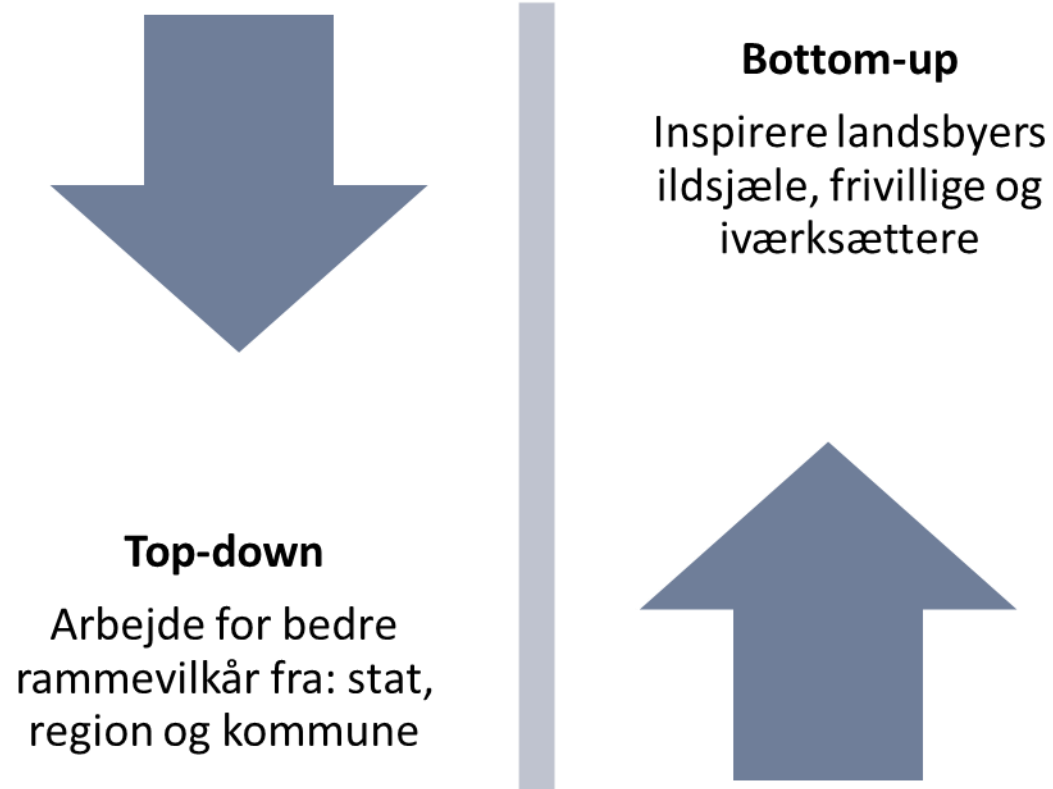 Top-down
Arbejde for bedre
rammevilkår fra: stat,
region og kommune
Bottom-up
Inspirere landsbyers
ildsjæle, frivillige og
iværksættere